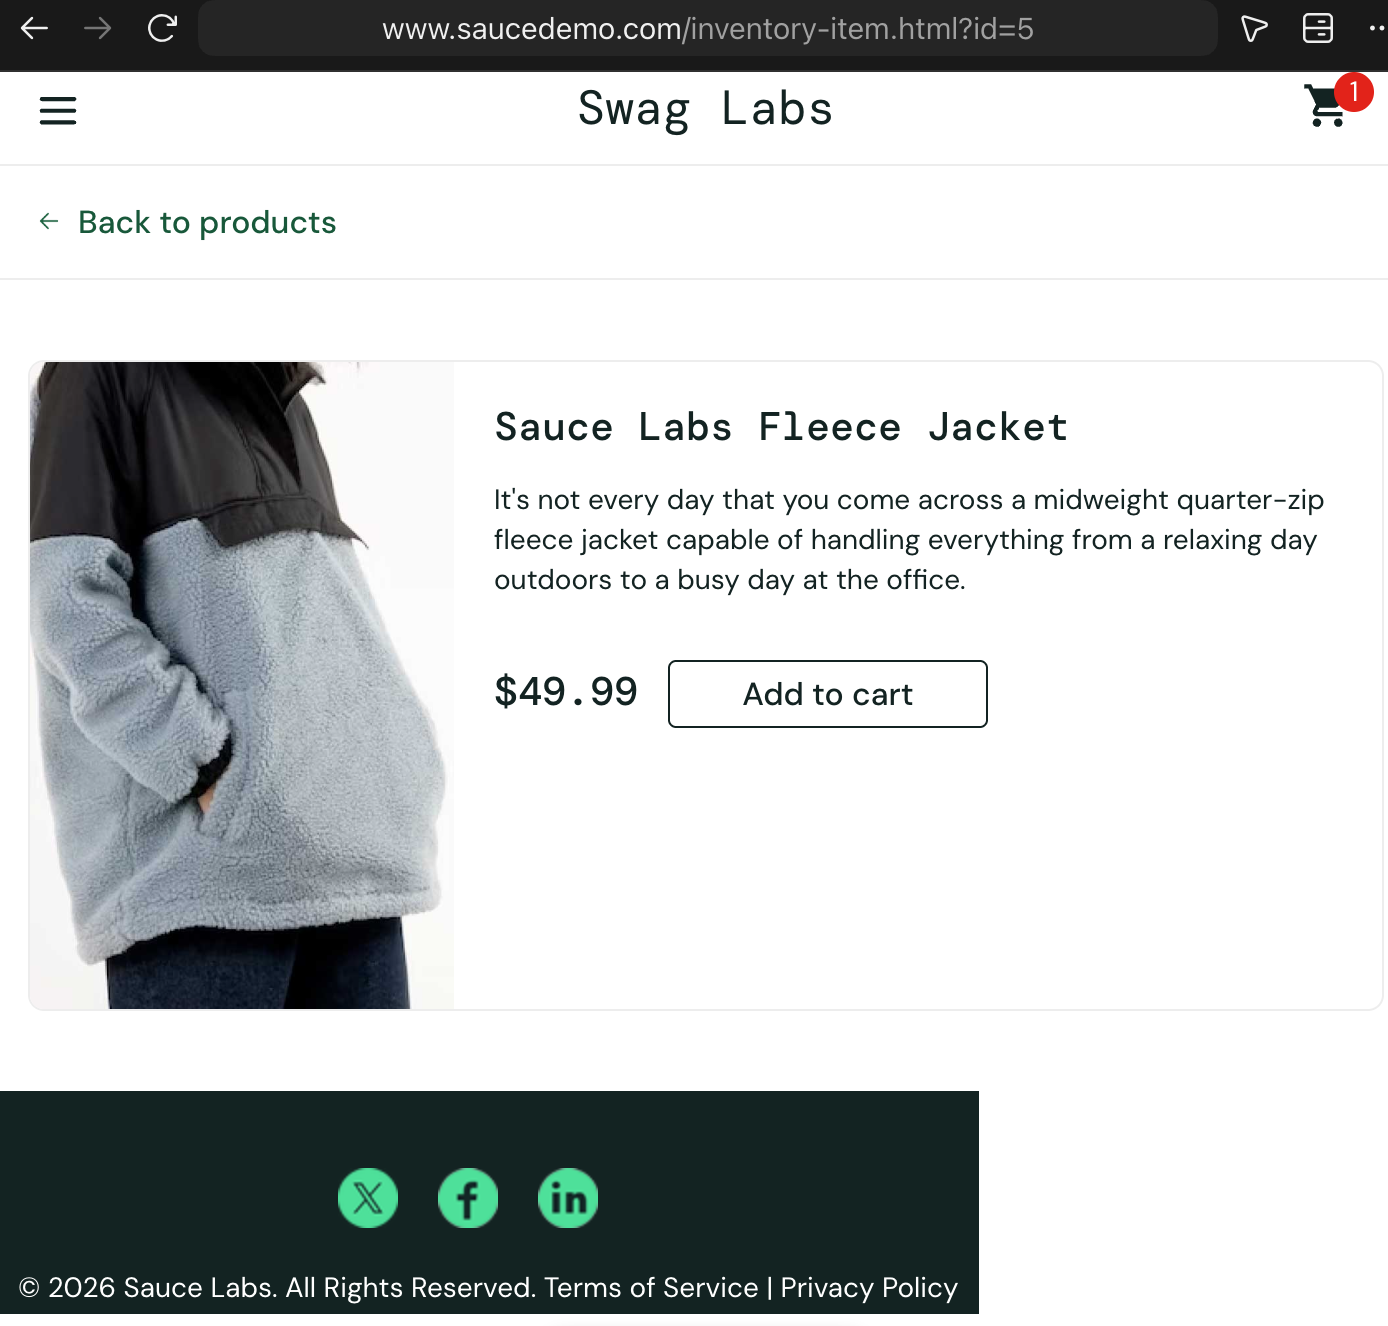 www.saucedemo.com/inventory-item.html?id=5
Swag Labs
1
Back to products
Sauce Labs Fleece Jacket
It's not every day that you come across a midweight quarter-zip
fleece jacket capable of handling everything from a relaxing day
outdoors to a busy day at the office.
$49.99
Add to cart
X f in
© 2026 Sauce Labs. All Rights Reserved. Terms of Service | Privacy Policy